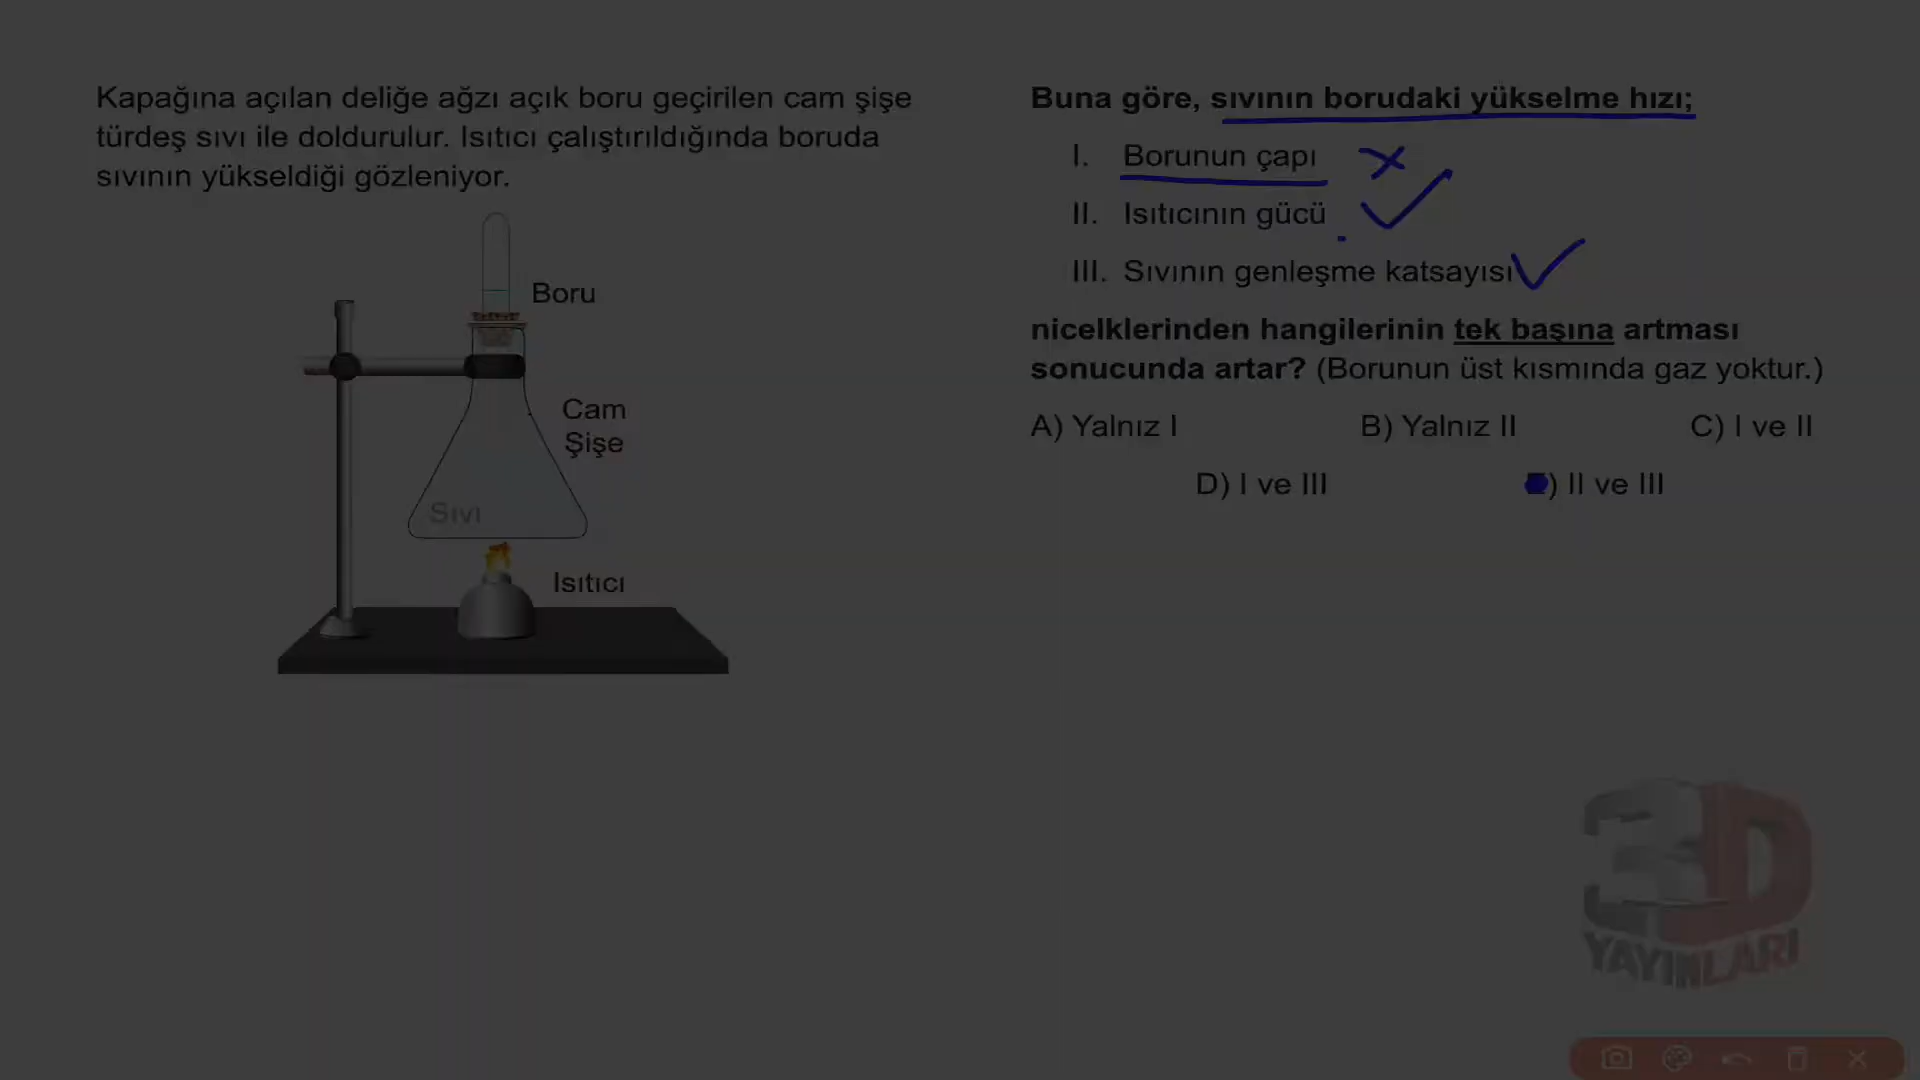 Kapağına açılan deliğe ağzı açık boru geçirilen cam şişe
türdeş sıvı ile doldurulur. Isıtıcı çalıştırıldığında boruda
sıvının yükseldiği gözleniyor.
Boru
Cam
Şişe
Sıvı
Isıtıcı
Buna göre, sıvının borudaki yükselme hızı;
I. Borunun çapı
II. Isıtıcının gücü
III. Sıvının genleşme katsayısı
nicelklerinden hangilerinin tek başına artması
sonucunda artar? (Borunun üst kısmında gaz yoktur.)
A) Yalnız I B) Yalnız II C) I ve II
D) I ve III E) II ve III
3D
YAYINLARI